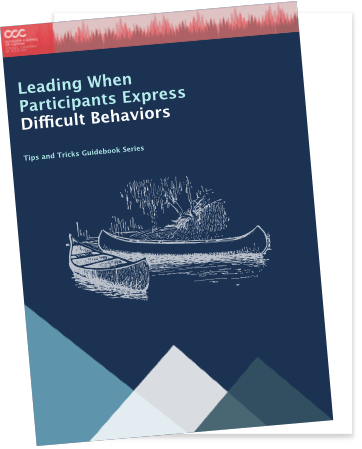 Leading When
Participants Express
Difficult Behaviors
Tips and Tricks Guidebook Series